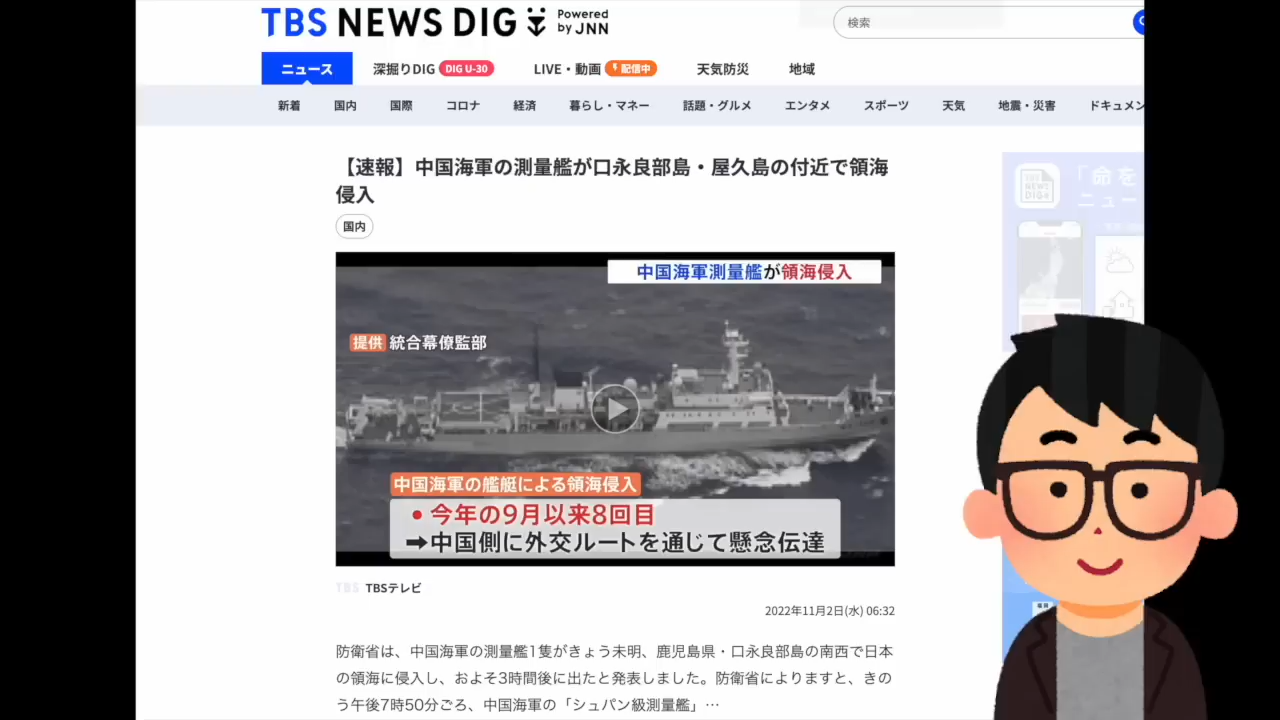 TBS NEWS DIG Powered by JNN
検索
ニュース 深掘りDIG DIG U-30 LIVE・動画 配信中 天気防災 地域
新着 国内 国際 コロナ 経済 暮らし・マネー 話題・グルメ エンタメ スポーツ 天気 地震・災害 ドキュメン
【速報】中国海軍の測量艦が口永良部島・屋久島の付近で領海
侵入
国内
「命を
ニュー
TBS NEWS DIG
中国海軍測量艦が領海侵入
提供 統合幕僚監部
中国海軍の艦艇による領海侵入
•今年の9月以来8回目
➡中国側に外交ルートを通じて懸念伝達
TBS TBSテレビ
2022年11月2日(水) 06:32
防衛省は、中国海軍の測量艦1隻がきょう未明、鹿児島県・口永良部島の南西で日本
の領海に侵入し、およそ3時間後に出たと発表しました。防衛省によりますと、きの
う午後7時50分ごろ、中国海軍の「シュパン級測量艦」…